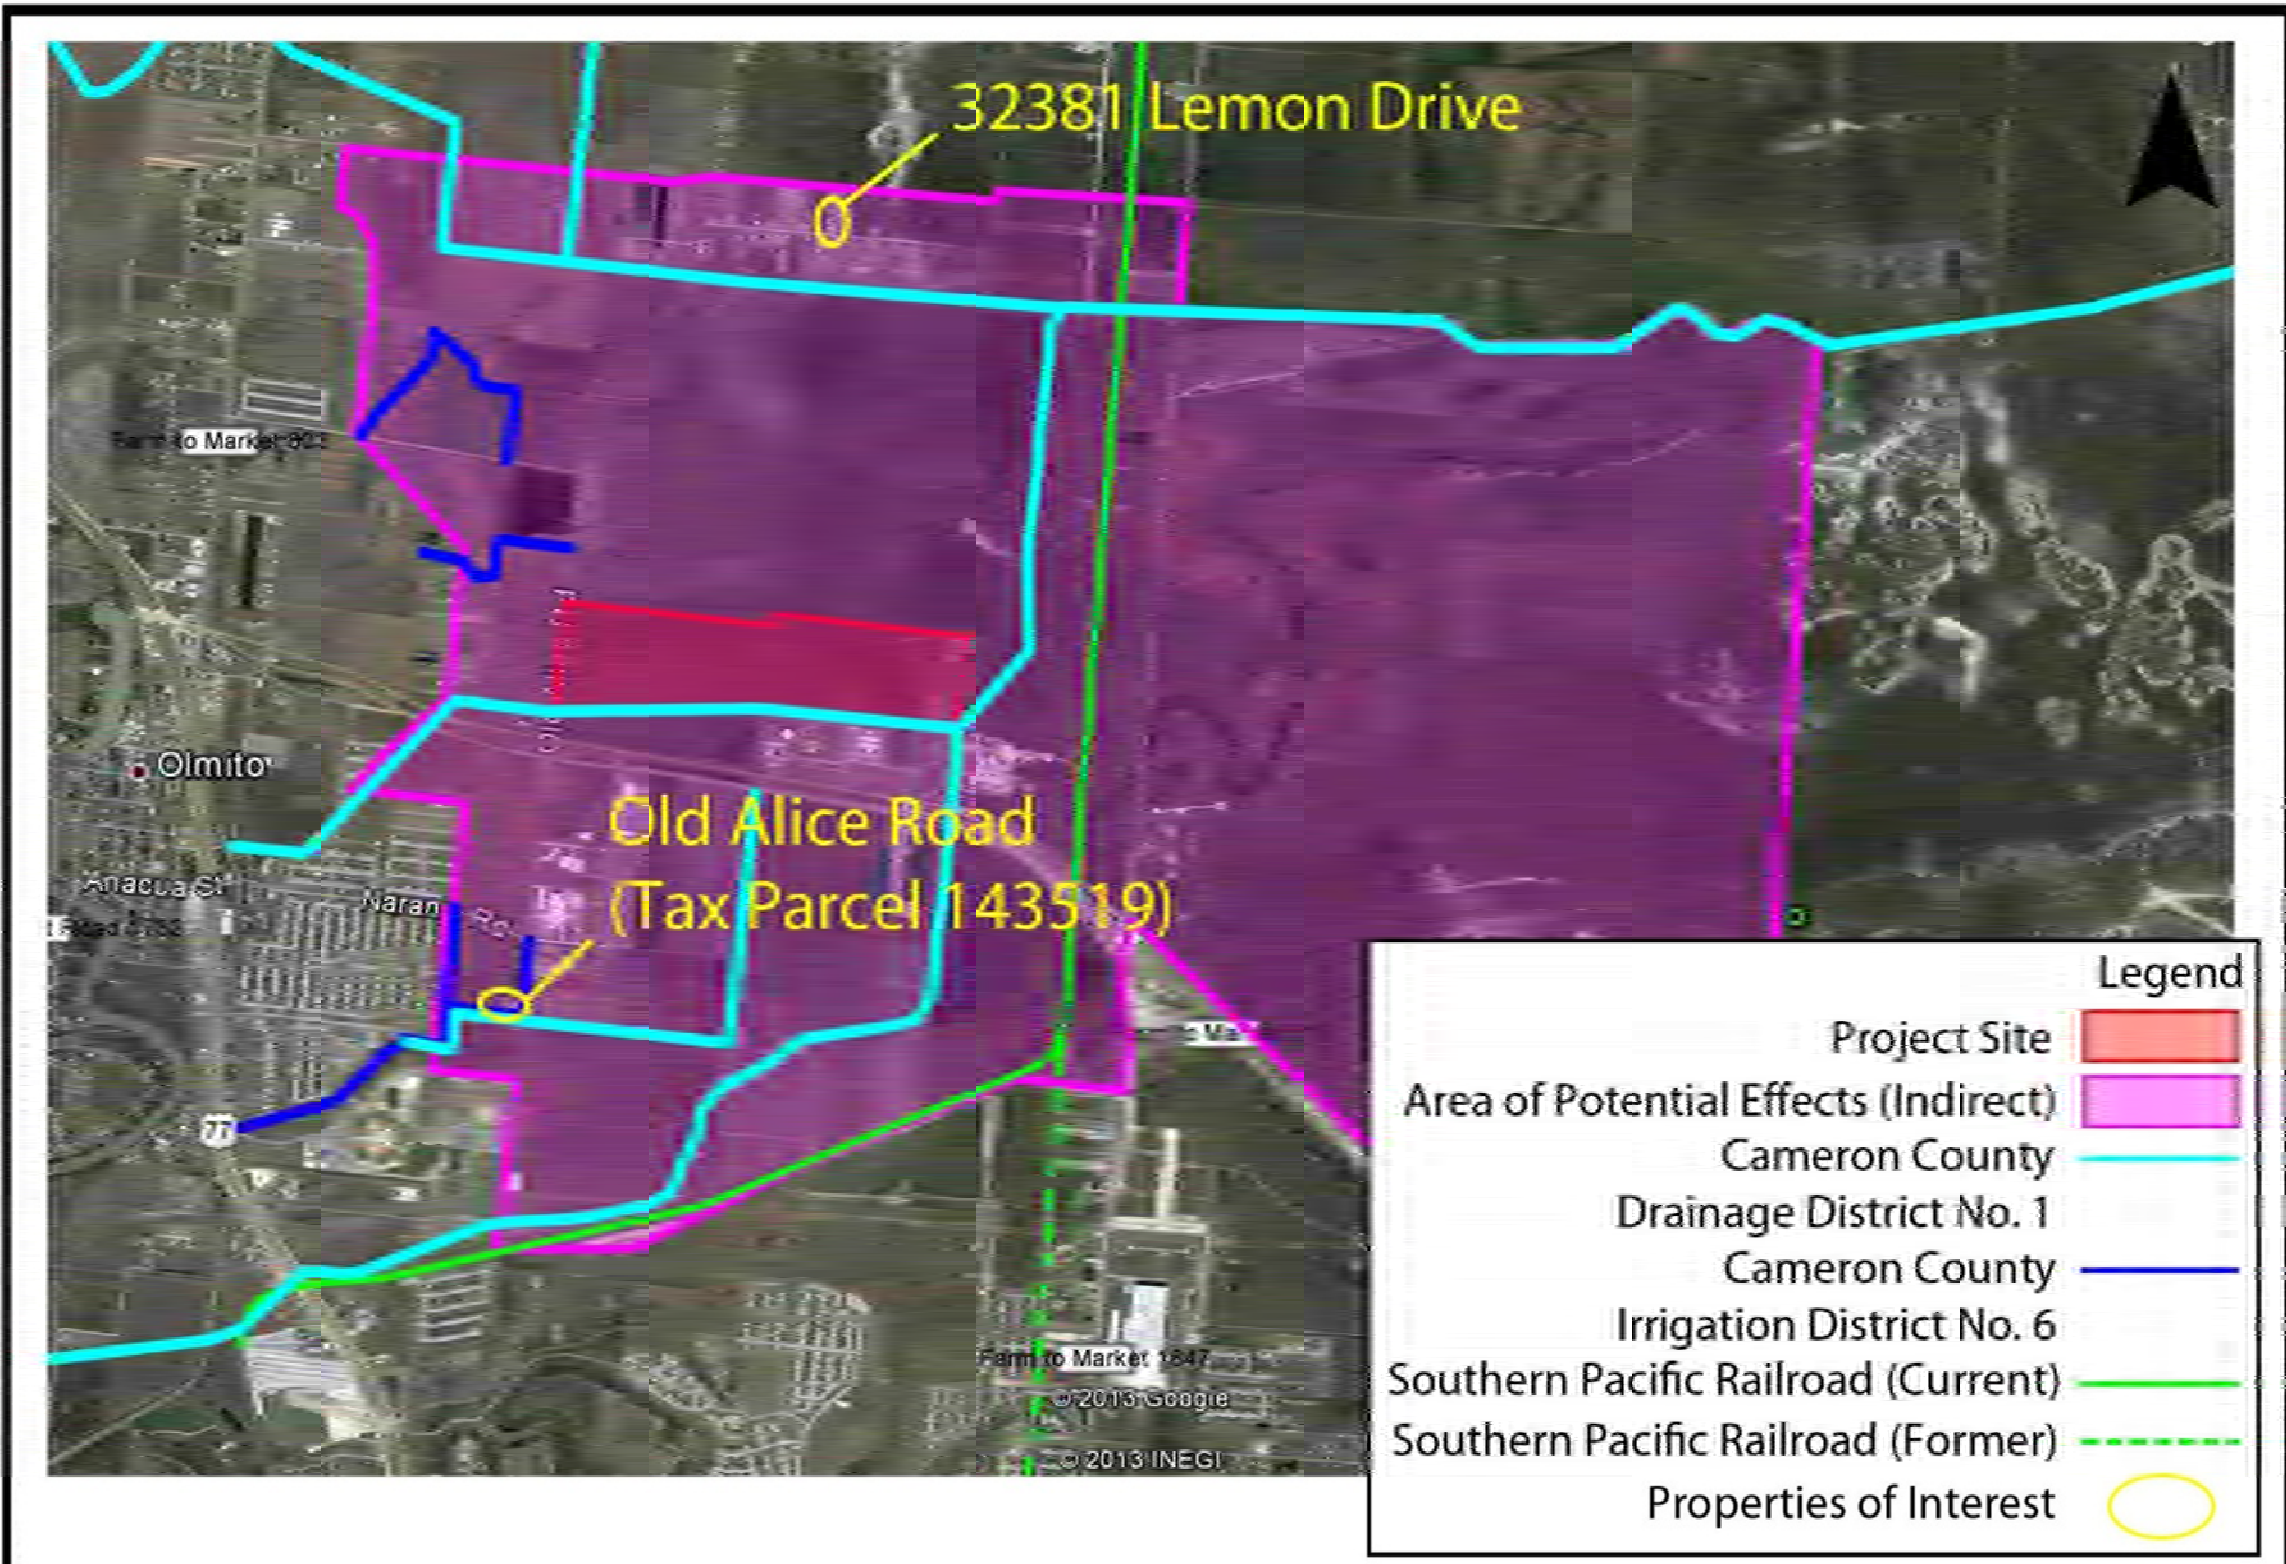 32381 Lemon Drive
Olmito
Old Alice Road
(Tax Parcel 143519)
Anacua St
Naran
77
Farm to Market 1847
© 2013 Google
© 2013 INEGI
Legend
Project Site
Area of Potential Effects (Indirect)
Cameron County
Drainage District No. 1
Cameron County
Irrigation District No. 6
Southern Pacific Railroad (Current)
Southern Pacific Railroad (Former)
Properties of Interest